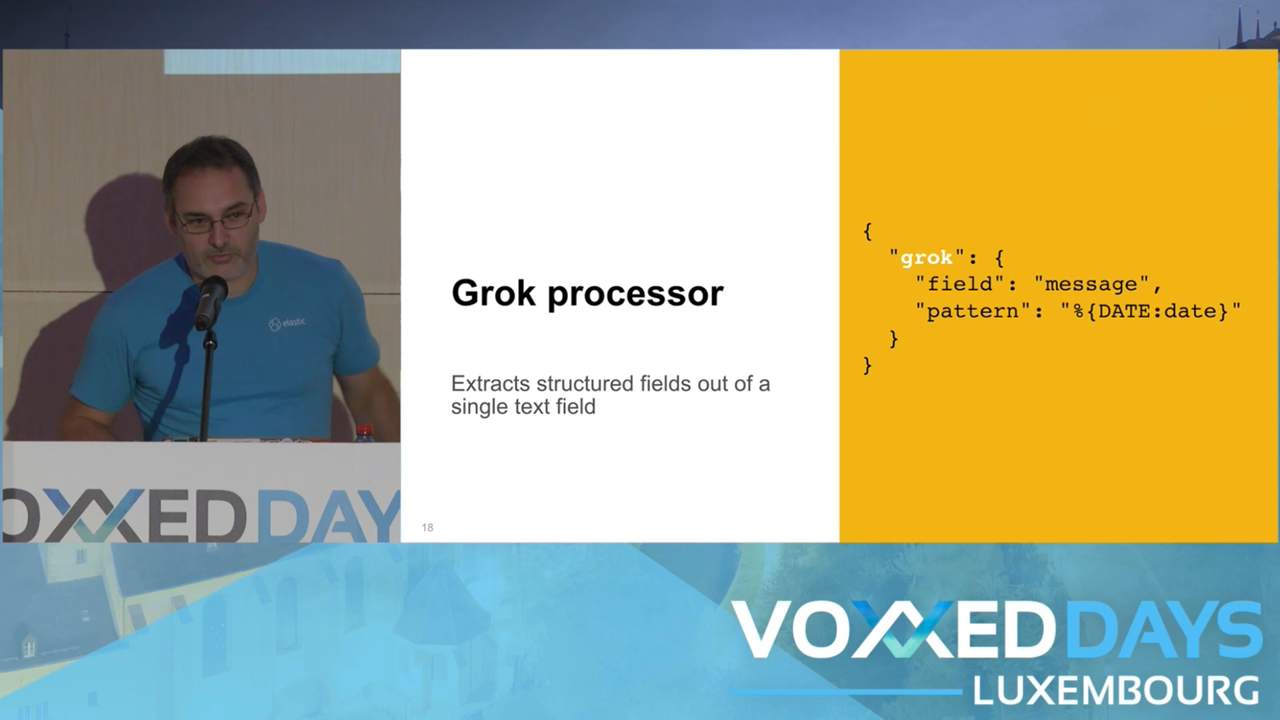 elastic
OXXED DAY
Grok processor
Extracts structured fields out of a
single text field
18
{
"grok": {
"field": "message",
"pattern": "%{DATE:date}"
}
}
VOXXED DAYS
LUXEMBOURG